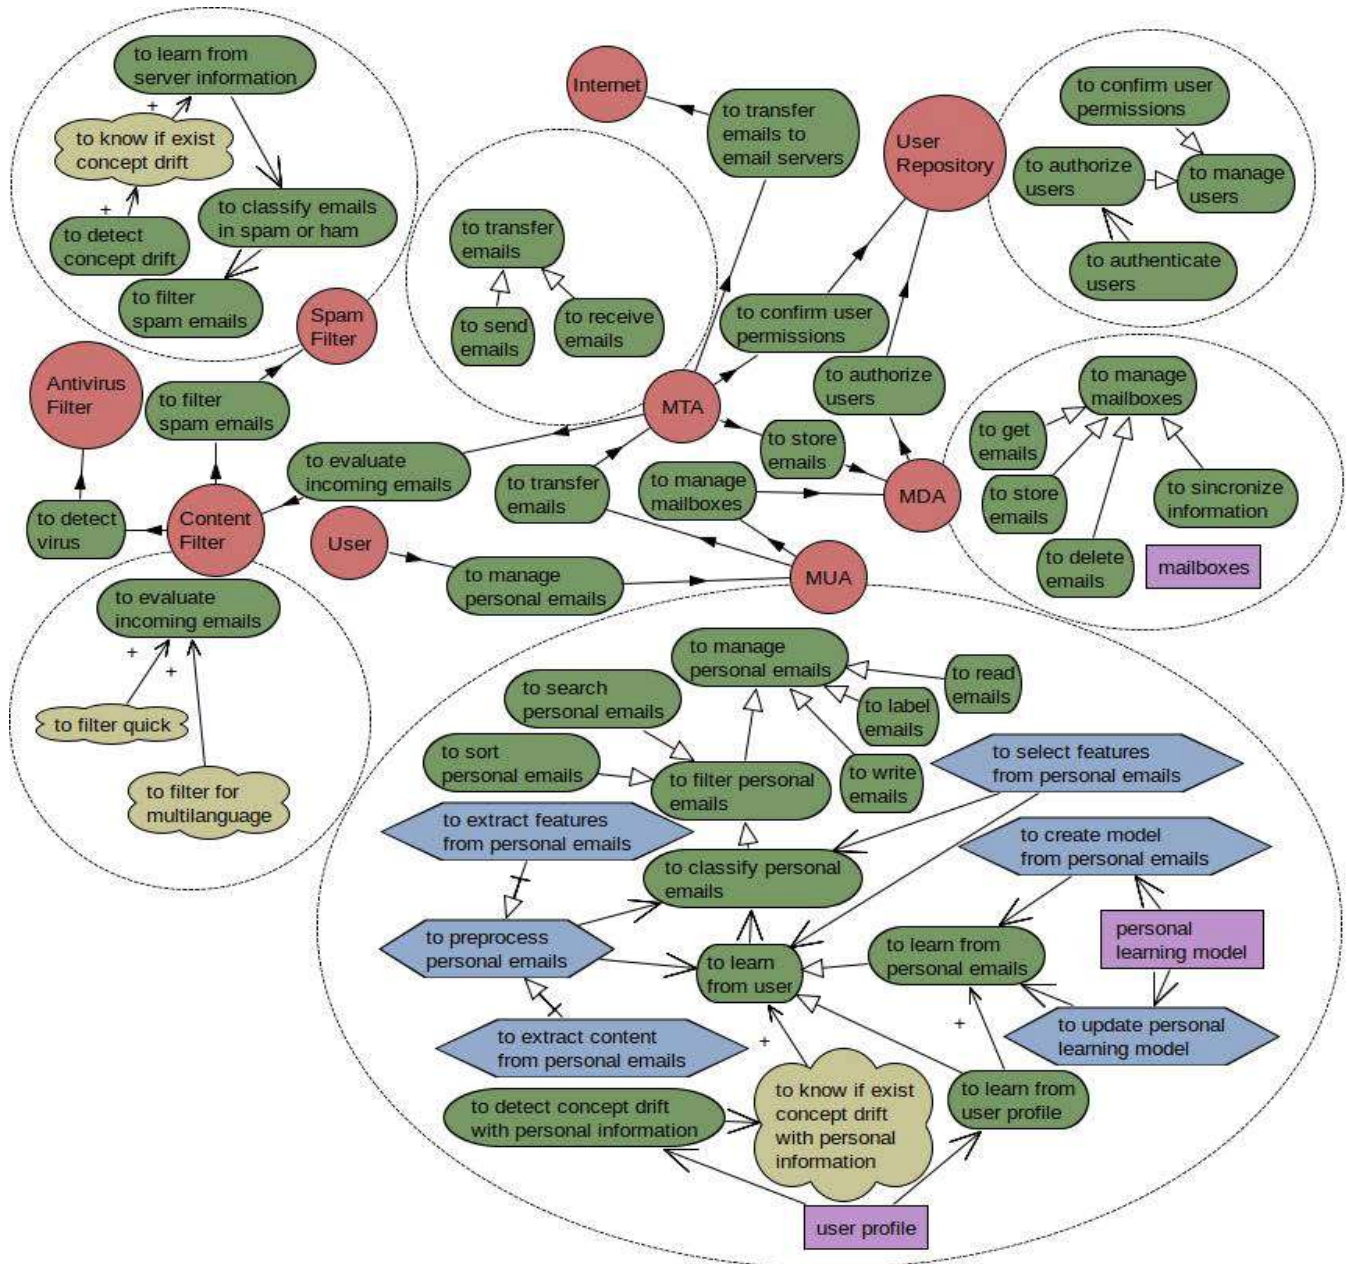 to learn from
server information
+
to know if exist
concept drift
+
to detect
concept drift
to classify emails
in spam or ham
to filter
spam emails
Spam
Filter
Internet
to transfer
emails to
email servers
User
Repository
to confirm user
permissions
to authorize
users
to manage
users
to authenticate
users
to transfer
emails
to send
emails
to receive
emails
to confirm user
permissions
to authorize
users
Antivirus
Filter
to filter
spam emails
MTA
to evaluate
incoming emails
to transfer
emails
to store
emails
to manage
mailboxes
MDA
to manage
mailboxes
to get
emails
to store
emails
to sincronize
information
to delete
emails
mailboxes
to detect
virus
Content
Filter
User
to manage
personal emails
MUA
to evaluate
incoming emails
+
+
to filter quick
to filter for
multilanguage
to manage
personal emails
to read
emails
to search
personal emails
to label
emails
to sort
personal emails
to filter personal
emails
to write
emails
to select features
from personal emails
to extract features
from personal emails
to classify personal
emails
to create model
from personal emails
to preprocess
personal emails
to learn
from user
to learn from
personal emails
personal
learning model
to extract content
from personal emails
+
+
to update personal
learning model
to detect concept drift
with personal information
to know if exist
concept drift
with personal
information
to learn from
user profile
user profile